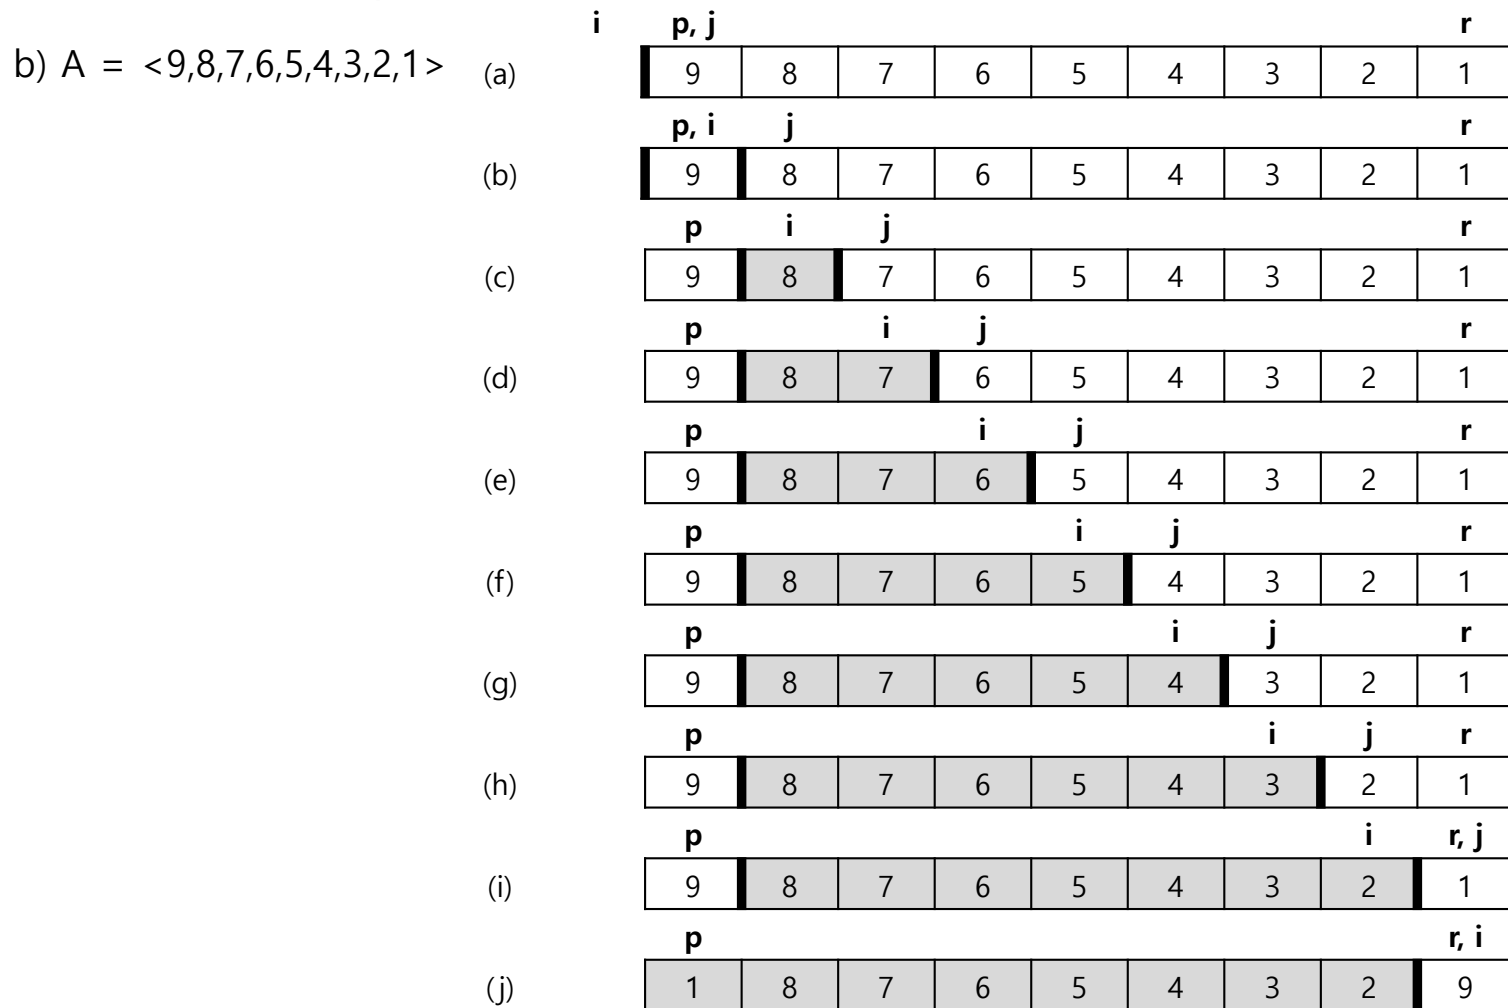 i p, j r
b) A = <9,8,7,6,5,4,3,2,1> (a) 9 8 7 6 5 4 3 2 1
p, i j r
(b) 9 8 7 6 5 4 3 2 1
p i j r
(c) 9 8 7 6 5 4 3 2 1
p i j r
(d) 9 8 7 6 5 4 3 2 1
p i j r
(e) 9 8 7 6 5 4 3 2 1
p i j r
(f) 9 8 7 6 5 4 3 2 1
p i j r
(g) 9 8 7 6 5 4 3 2 1
p i j r
(h) 9 8 7 6 5 4 3 2 1
p i r, j
(i) 9 8 7 6 5 4 3 2 1
p r, i
(j) 1 8 7 6 5 4 3 2 9